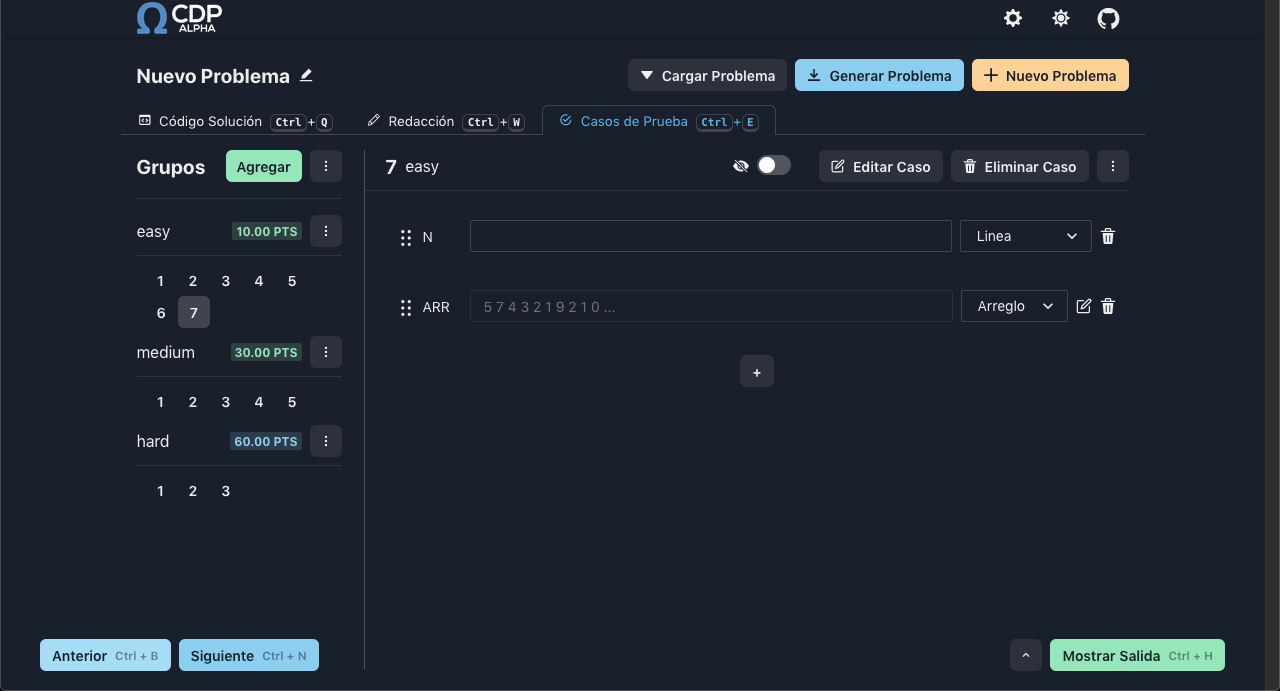 CDP
ALPHA
Nuevo Problema
Cargar Problema
Generar Problema
Nuevo Problema
Código Solución Ctrl+Q
Redacción Ctrl+W
Casos de Prueba Ctrl+E
Grupos
Agregar
7 easy
Editar Caso
Eliminar Caso
easy 10.00 PTS
1 2 3 4 5
6 7
medium 30.00 PTS
1 2 3 4 5
hard 60.00 PTS
1 2 3
N
Linea
ARR
5 7 4 3 2 1 9 2 1 0 ...
Arreglo
+
Anterior Ctrl + B
Siguiente Ctrl + N
Mostrar Salida Ctrl + H